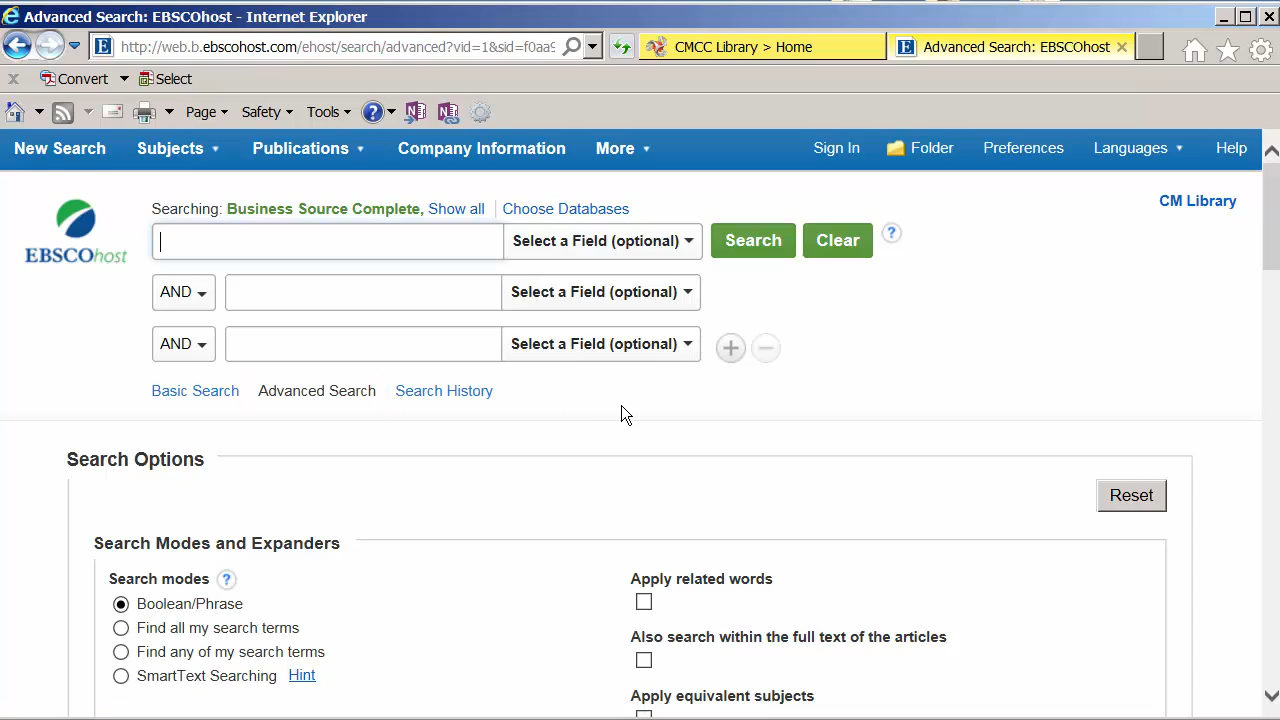 Advanced Search: EBSCOhost - Internet Explorer
http://web.b.ebscohost.com/ehost/search/advanced?vid=1&sid=f0aa9
CMCC Library > Home
Advanced Search: EBSCOhost
Convert
Select
Page
Safety
Tools
New Search
Subjects
Publications
Company Information
More
Sign In
Folder
Preferences
Languages
Help
EBSCOhost
Searching: Business Source Complete, Show all
Choose Databases
CM Library
Select a Field (optional)
Search
Clear
?
AND
Select a Field (optional)
AND
Select a Field (optional)
Basic Search
Advanced Search
Search History
Search Options
Reset
Search Modes and Expanders
Search modes ?
Boolean/Phrase
Find all my search terms
Find any of my search terms
SmartText Searching Hint
Apply related words
Also search within the full text of the articles
Apply equivalent subjects